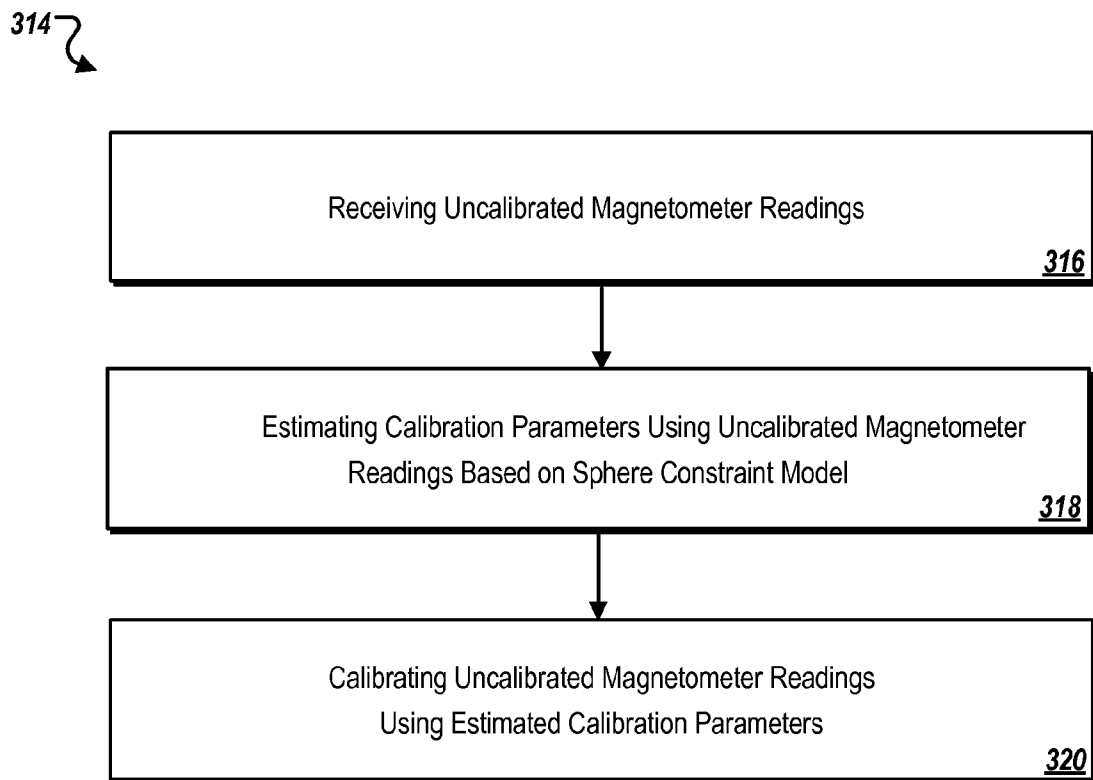 314
Receiving Uncalibrated Magnetometer Readings
316
Estimating Calibration Parameters Using Uncalibrated Magnetometer
Readings Based on Sphere Constraint Model
318
Calibrating Uncalibrated Magnetometer Readings
Using Estimated Calibration Parameters
320